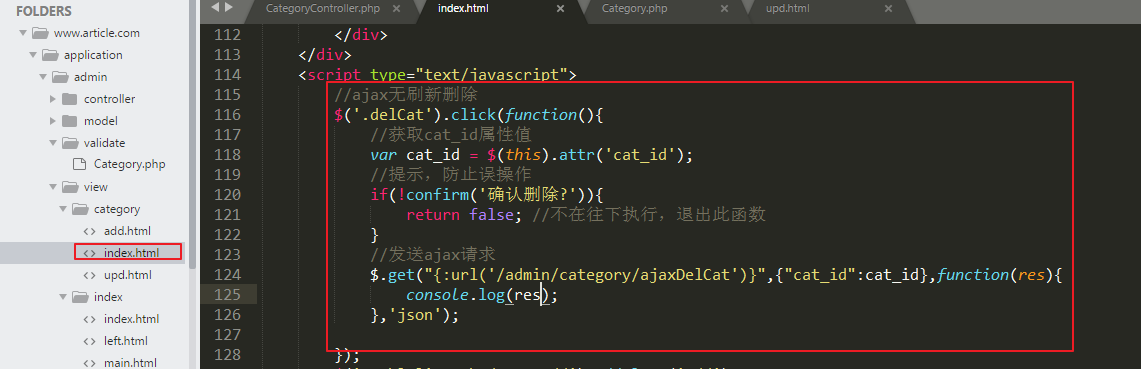 FOLDERS
www.article.com
application
admin
controller
model
validate
Category.php
view
category
add.html
index.html
upd.html
index
index.html
left.html
main.html
CategoryController.php
index.html
Category.php
upd.html
112 </div>
113 </div>
114 <script type="text/javascript">
115 //ajax无刷新删除
116 $('.delCat').click(function(){
117 //获取cat_id属性值
118 var cat_id = $(this).attr('cat_id');
119 //提示，防止误操作
120 if(!confirm('确认删除?')){
121 return false; //不在往下执行，退出此函数
122 }
123 //发送ajax请求
124 $.get("{:url('/admin/category/ajaxDelCat')}",{"cat_id":cat_id},function(res){
125 console.log(res);
126 },'json');
127
128 });